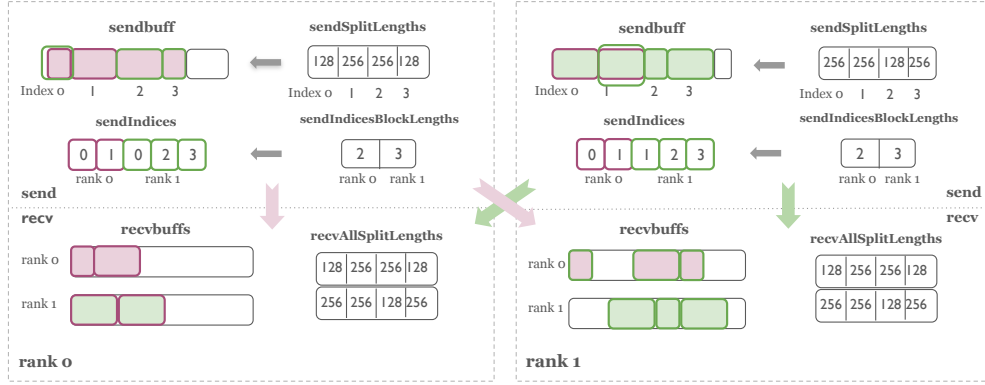 sendbuff
sendSplitLengths
128 256 256 128
Index 0 1 2 3
Index 0 1 2 3
sendIndices
sendIndicesBlockLengths
0 1 0 2 3
2 3
rank 0 rank 1
rank 0 rank 1
send
recv
recvbuffs
recvAllSplitLengths
rank 0
128 256 256 128
rank 1
256 256 128 256
rank 0
sendbuff
sendSplitLengths
256 256 128 256
Index 0 1 2 3
Index 0 1 2 3
sendIndices
sendIndicesBlockLengths
0 1 1 2 3
2 3
rank 0 rank 1
rank 0 rank 1
send
recv
recvbuffs
recvAllSplitLengths
rank 0
128 256 256 128
rank 1
256 256 128 256
rank 1